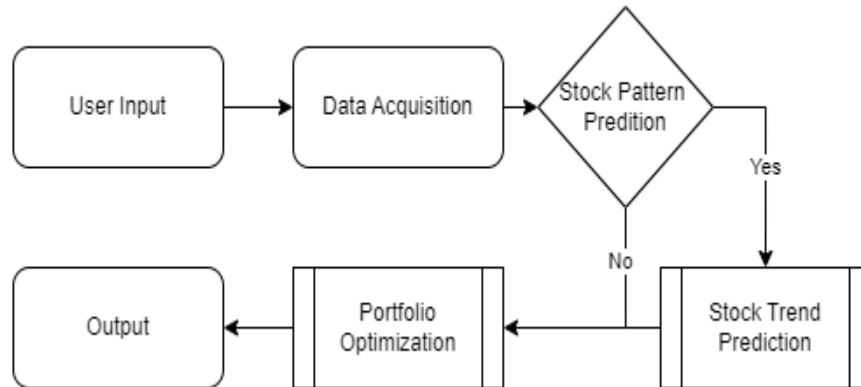 User Input
Data Acquisition
Stock Pattern
Predition
Yes
No
Output
Portfolio
Optimization
Stock Trend
Prediction